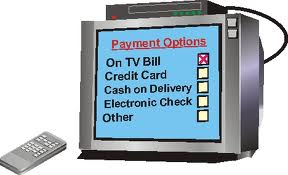 Payment Options
On TV Bill
Credit Card
Cash on Delivery
Electronic Check
Other